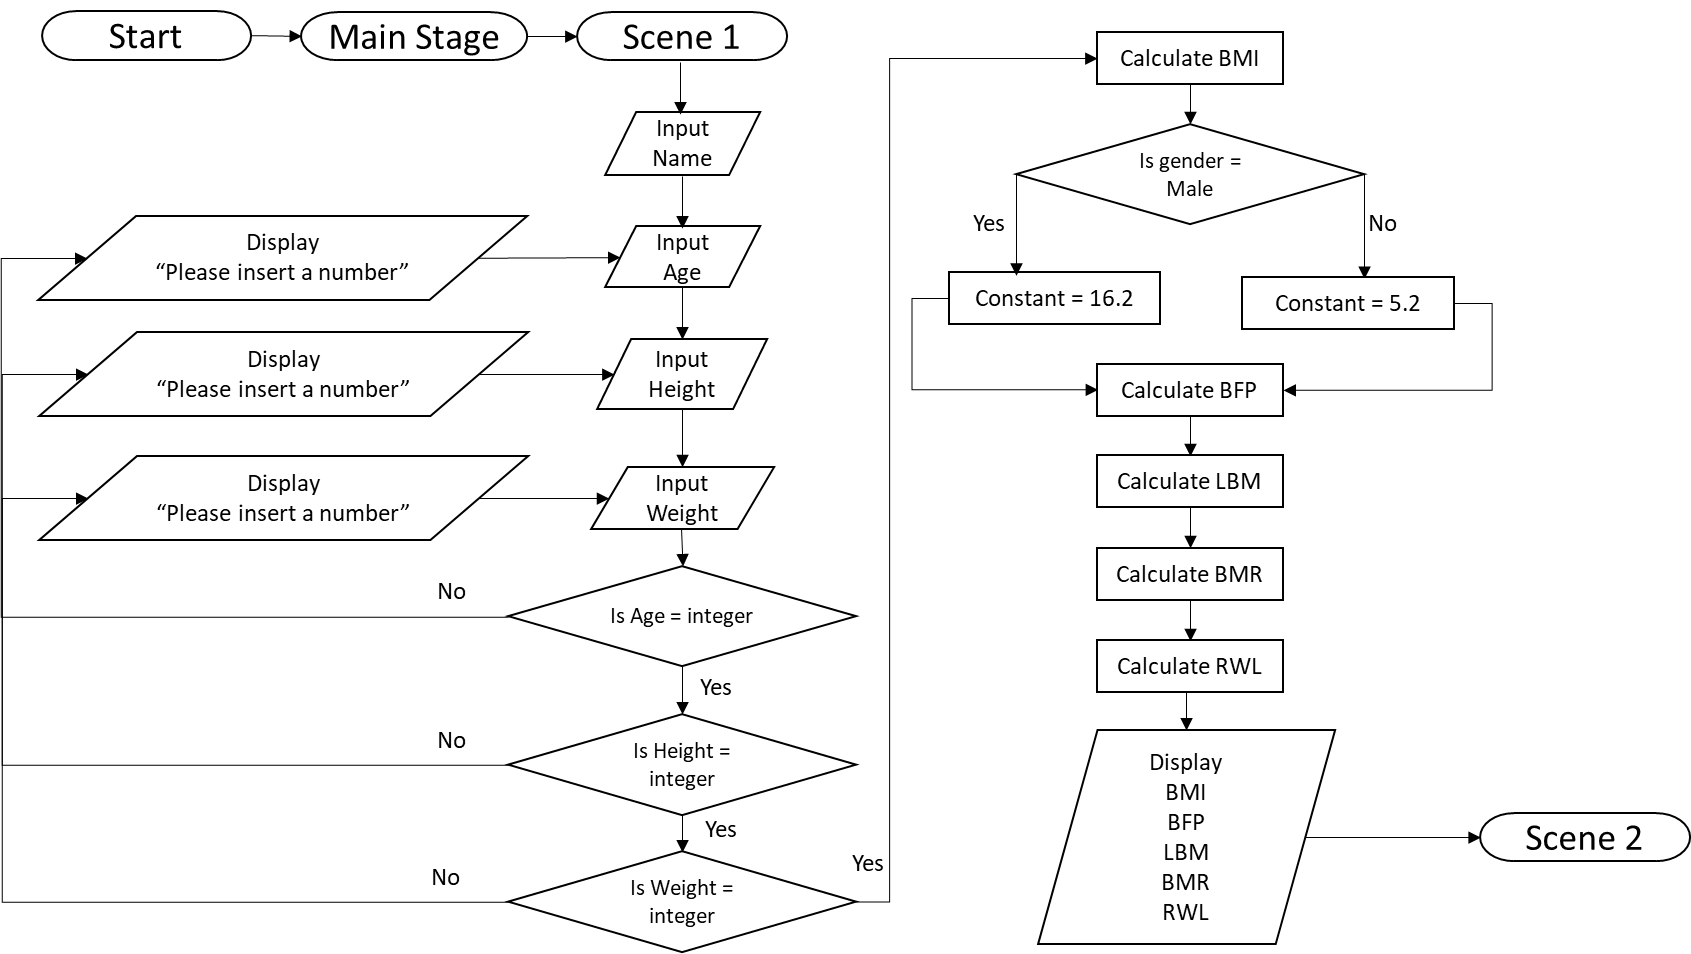 Start
Main Stage
Scene 1
Input
Name
Display
“Please insert a number”
Input
Age
Display
“Please insert a number”
Input
Height
Display
“Please insert a number”
Input
Weight
No
Is Age = integer
Yes
No
Is Height =
integer
Yes
No
Is Weight =
integer
Yes
Calculate BMI
Is gender =
Male
Yes
No
Constant = 16.2
Constant = 5.2
Calculate BFP
Calculate LBM
Calculate BMR
Calculate RWL
Display
BMI
BFP
LBM
BMR
RWL
Scene 2